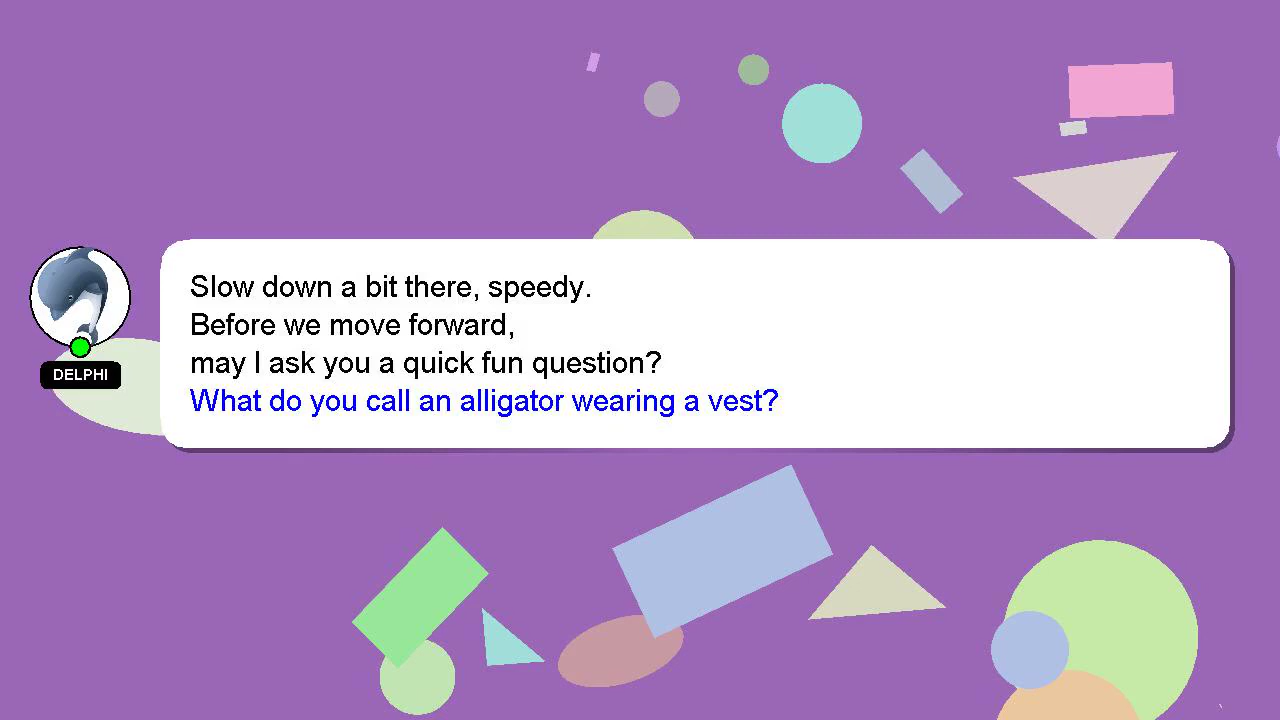 Slow down a bit there, speedy.
Before we move forward,
may I ask you a quick fun question?
What do you call an alligator wearing a vest?
DELPHI